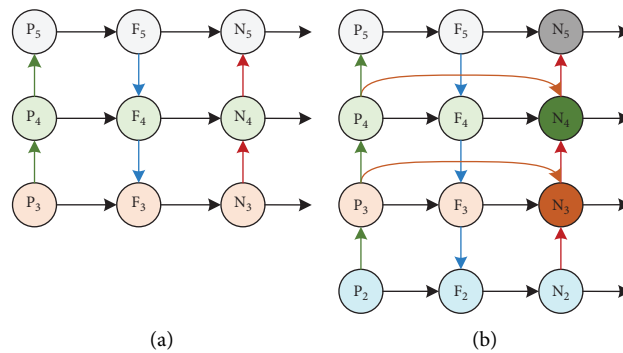 P5 F5 N5 P5 F5 N5
P4 F4 N4 P4 F4 N4
P3 F3 N3 P3 F3 N3
P2 F2 N2
(a) (b)